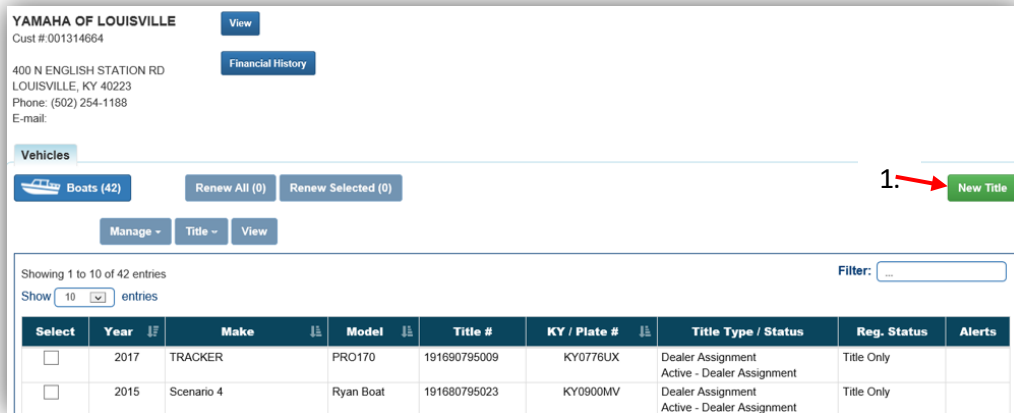 YAMAHA OF LOUISVILLE
View
Cust #:001314664
Financial History
400 N ENGLISH STATION RD
LOUISVILLE, KY 40223
Phone: (502) 254-1188
E-mail:
Vehicles
Boats (42)
Renew All (0)
Renew Selected (0)
1.
New Title
Manage
Title
View
Showing 1 to 10 of 42 entries
Filter: ...
Show 10 entries
Select Year Make Model Title # KY / Plate # Title Type / Status Reg. Status Alerts
2017 TRACKER PRO170 191690795009 KY0776UX Dealer Assignment Title Only
Active - Dealer Assignment
2015 Scenario 4 Ryan Boat 191680795023 KY0900MV Dealer Assignment Title Only
Active - Dealer Assignment